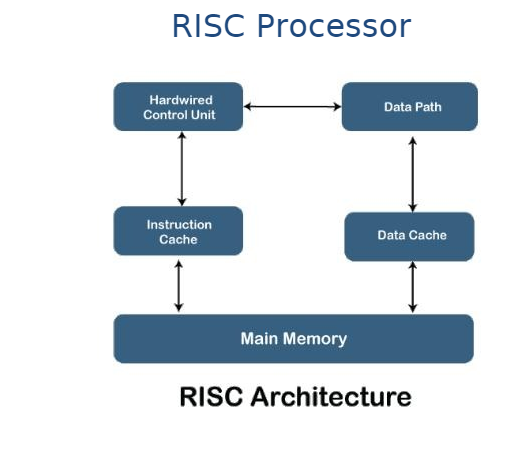 RISC Processor
Hardwired
Control Unit
Data Path
Instruction
Cache
Data Cache
Main Memory
RISC Architecture